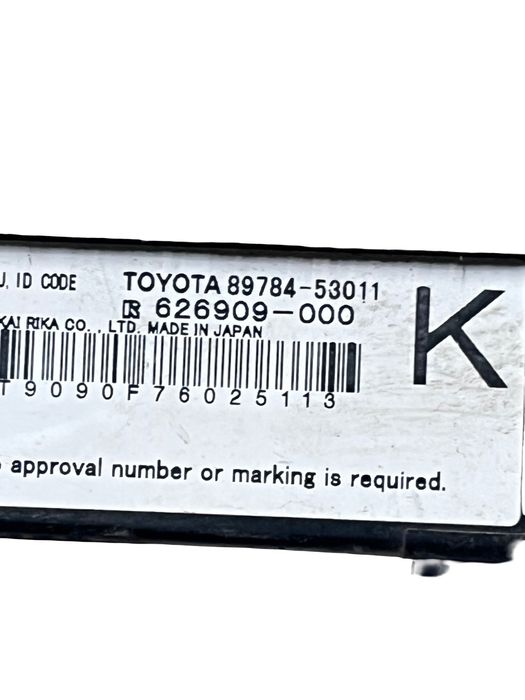 J, ID CODE TOYOTA 89784-53011
626909-000
KAI RIKA CO., LTD. MADE IN JAPAN
K
T9090F76025113
approval number or marking is required.